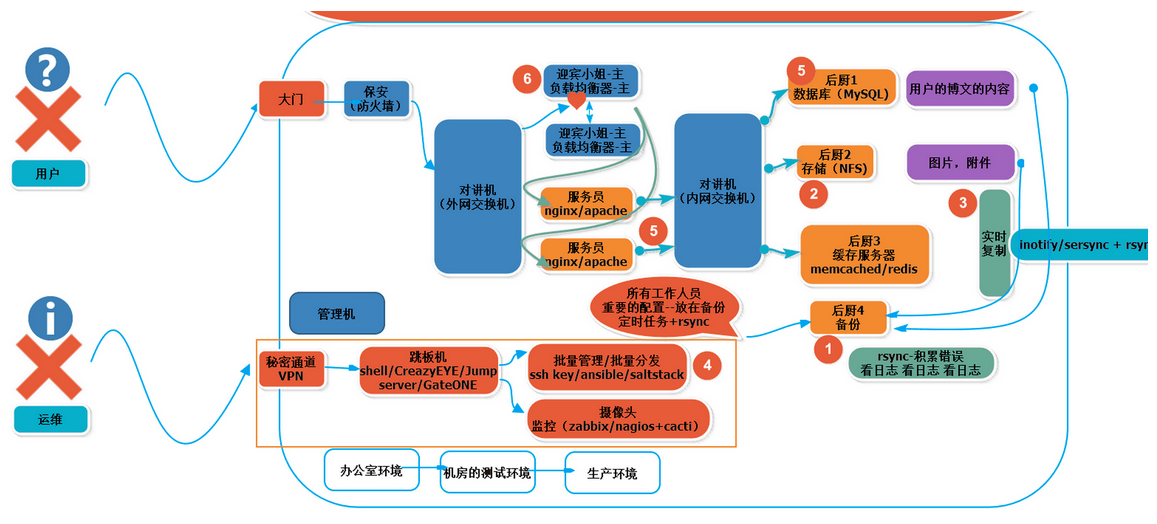 ?
用户
大门
保安
（防火墙）
6
迎宾小姐-主
负载均衡器-主
迎宾小姐-主
负载均衡器-主
对讲机
（外网交换机）
服务员
nginx/apache
服务员
nginx/apache
5
对讲机
（内网交换机）
5
后厨1
数据库（MySQL)
用户的博文的内容
后厨2
存储（NFS)
2
图片，附件
3
实时
复制
inotify/sersync + rsyn
后厨3
缓存服务器
memcached/redis
所有工作人员
重要的配置--放在备份
定时任务+rsync
后厨4
备份
1
rsync-积累错误
看日志 看日志 看日志
管理机
i
运维
秘密通道
VPN
跳板机
shell/CreazyEYE/Jump
server/GateONE
批量管理/批量分发
ssh key/ansible/saltstack
4
摄像头
监控（zabbix/nagios+cacti）
办公室环境
机房的测试环境
生产环境